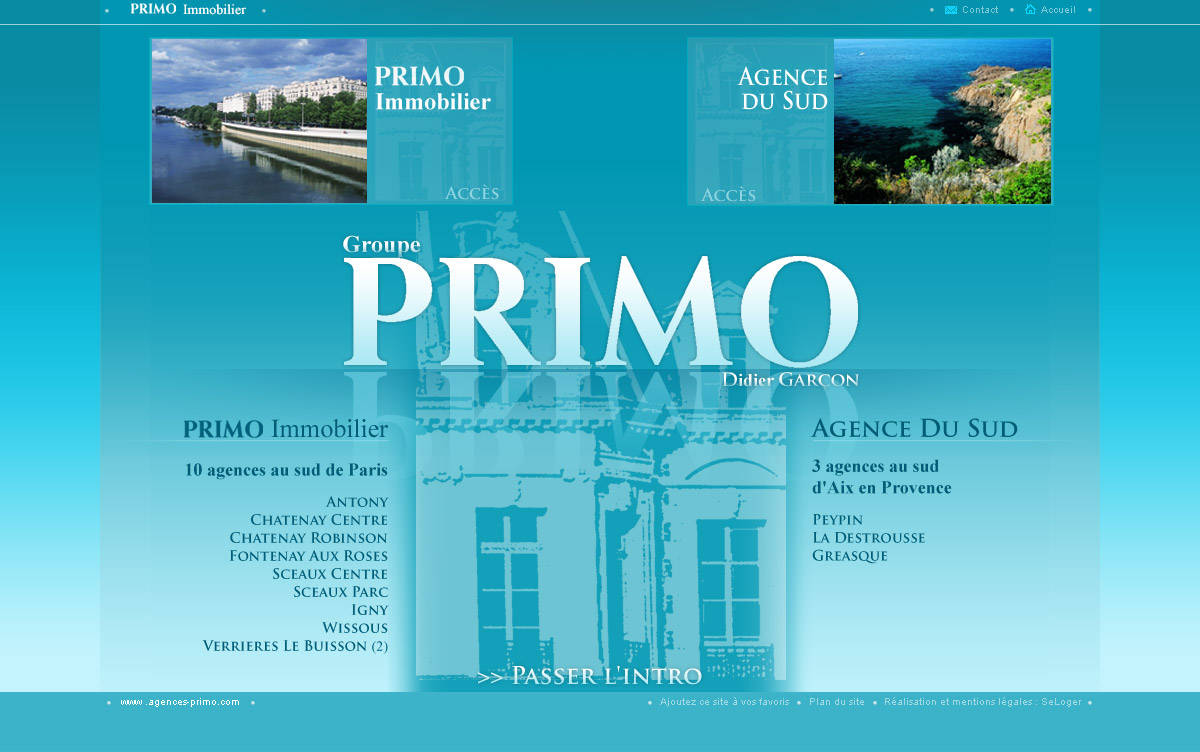 PRIMO Immobilier
Contact
Accueil
PRIMO
Immobilier
ACCÈS
AGENCE
DU SUD
ACCÈS
Groupe
PRIMO
Didier GARCON
PRIMO Immobilier
10 agences au sud de Paris
ANTONY
CHATENAY CENTRE
CHATENAY ROBINSON
FONTENAY AUX ROSES
SCEAUX CENTRE
SCEAUX PARC
IGNY
WISSOUS
VERRIERES LE BUISSON (2)
AGENCE DU SUD
3 agences au sud
d'Aix en Provence
PEYPIN
LA DESTROUSSE
GREASQUE
>> PASSER L'INTRO
www .agences-primo.com
Ajoutez ce site à vos favoris
Plan du site
Réalisation et mentions légales : SeLoger